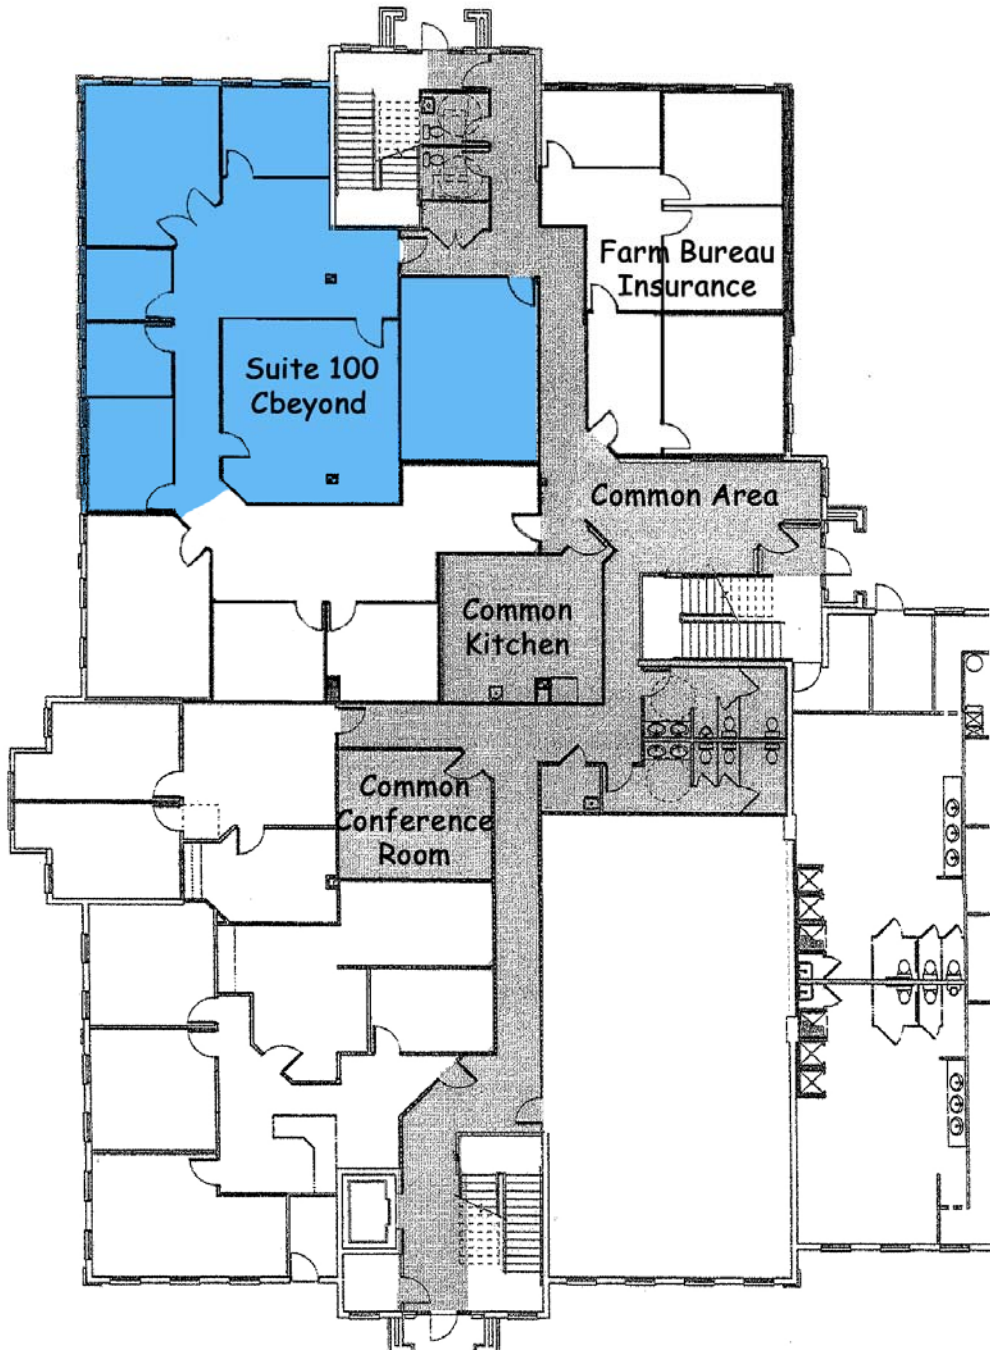 Farm Bureau
Insurance
Suite 100
Cbeyond
Common Area
Common
Kitchen
Common
Conference
Room